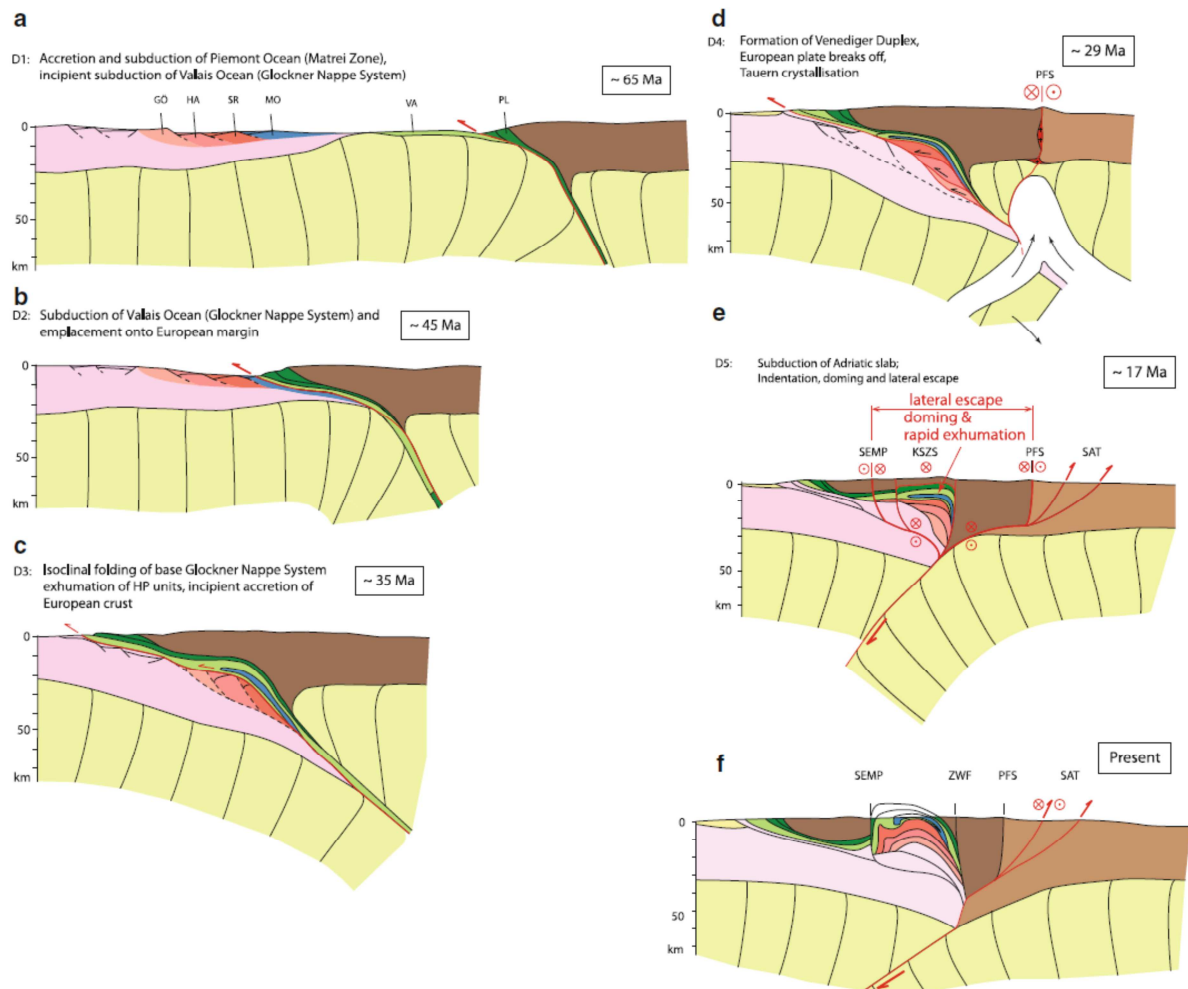 a
D1: Accretion and subduction of Piemont Ocean (Matrei Zone),
incipient subduction of Valais Ocean (Glockner Nappe System)
~ 65 Ma
GÖ HA SR MO VA PL
0
50
km
b
D2: Subduction of Valais Ocean (Glockner Nappe System) and
emplacement onto European margin
~ 45 Ma
0
50
km
c
D3: Isoclinal folding of base Glockner Nappe System
exhumation of HP units, incipient accretion of
European crust
~ 35 Ma
0
50
km
d
D4: Formation of Venediger Duplex,
European plate breaks off,
Tauern crystallisation
~ 29 Ma
PFS
0
50
km
e
D5: Subduction of Adriatic slab;
Indentation, doming and lateral escape
~ 17 Ma
lateral escape
doming &
rapid exhumation
SEMP KSZS PFS SAT
0
50
km
f
Present
SEMP ZWF PFS SAT
0
50
km